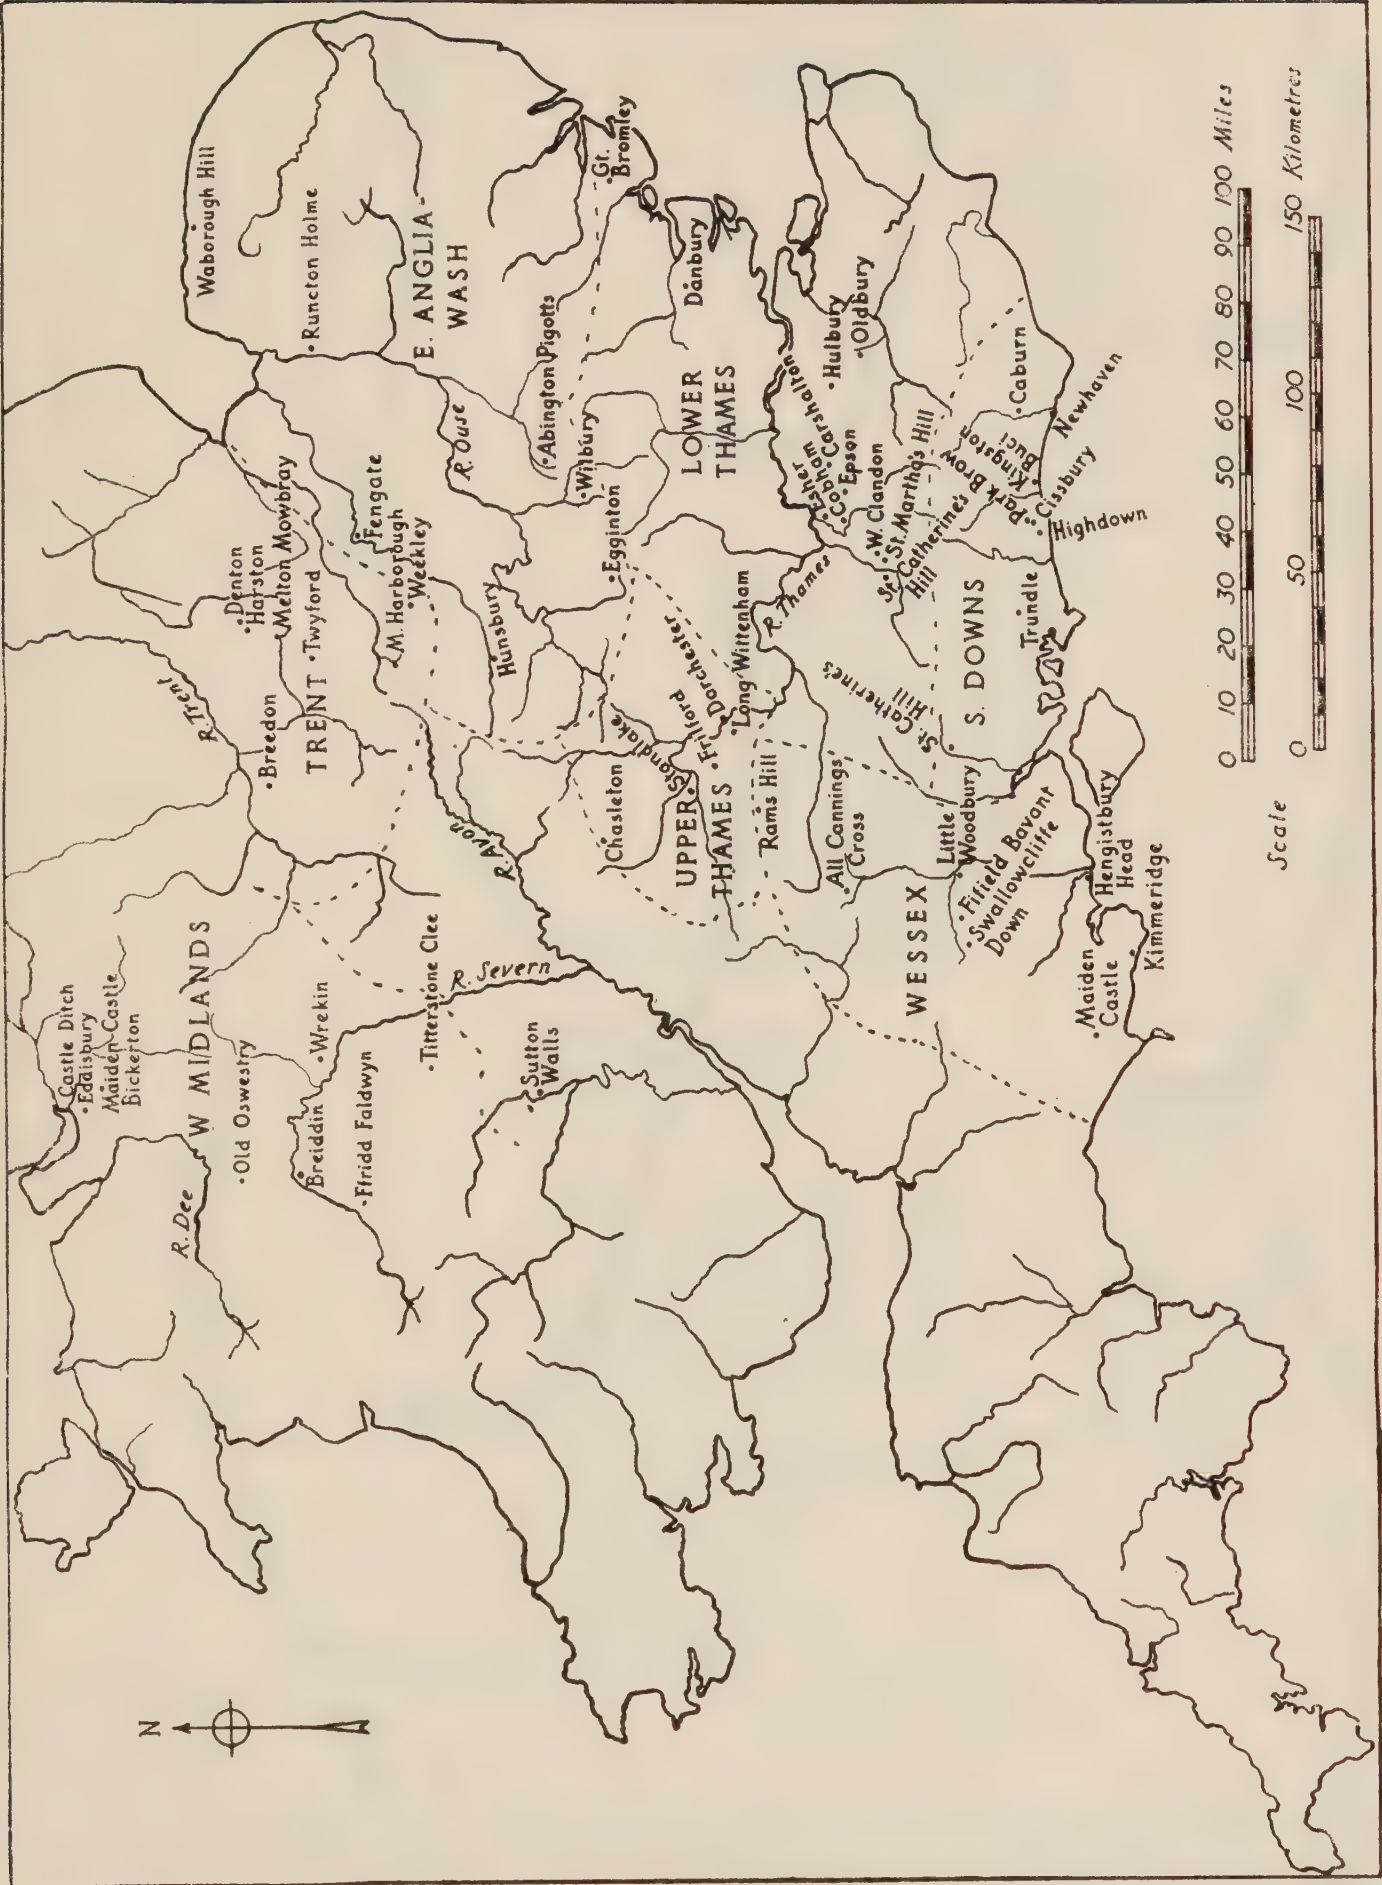 N
Castle Ditch
Eddisbury
Maiden-Castle
Bickerton
W MIDLANDS
R. Dee
Old Oswestry
Wrekin
Breiddin
Ffridd Faldwyn
Titterstone Clee
R. Severn
Sutton
Walls
R. Trent
Breedon
TRENT
Denton
Harston
Melton Mowbray
Twyford
Fengate
M. Harborough
Weekley
Hunsbury
R. Avon
Waborough Hill
Runcton Holme
E. ANGLIA-
WASH
R. Ouse
Abington Pigotts
Wilbury
Egginton
Gt.
Bromley
Danbury
LOWER
THAMES
Chasleton
Standlake
UPPER
THAMES
Frilford
Dorchester
Long Wittenham
Rams Hill
R. Thames
All Cannings
Cross
WESSEX
Little
Woodbury
Fifield Bavant
Swallowcliffe
Down
Maiden
Castle
Hengistbury
Head
Kimmeridge
St.
Catherine's
Hill
S. DOWNS
Trundle
Esher
Cobham
Carshalton
Epson
W. Clandon
St. Martha's Hill
St. Catherine's
Hill
Hulbury
Oldbury
Caburn
Newhaven
Kingston
Buci
Park Brow
Cissbury
Highdown
Scale
0 10 20 30 40 50 60 70 80 90 100 Miles
0 50 100 150 Kilometres